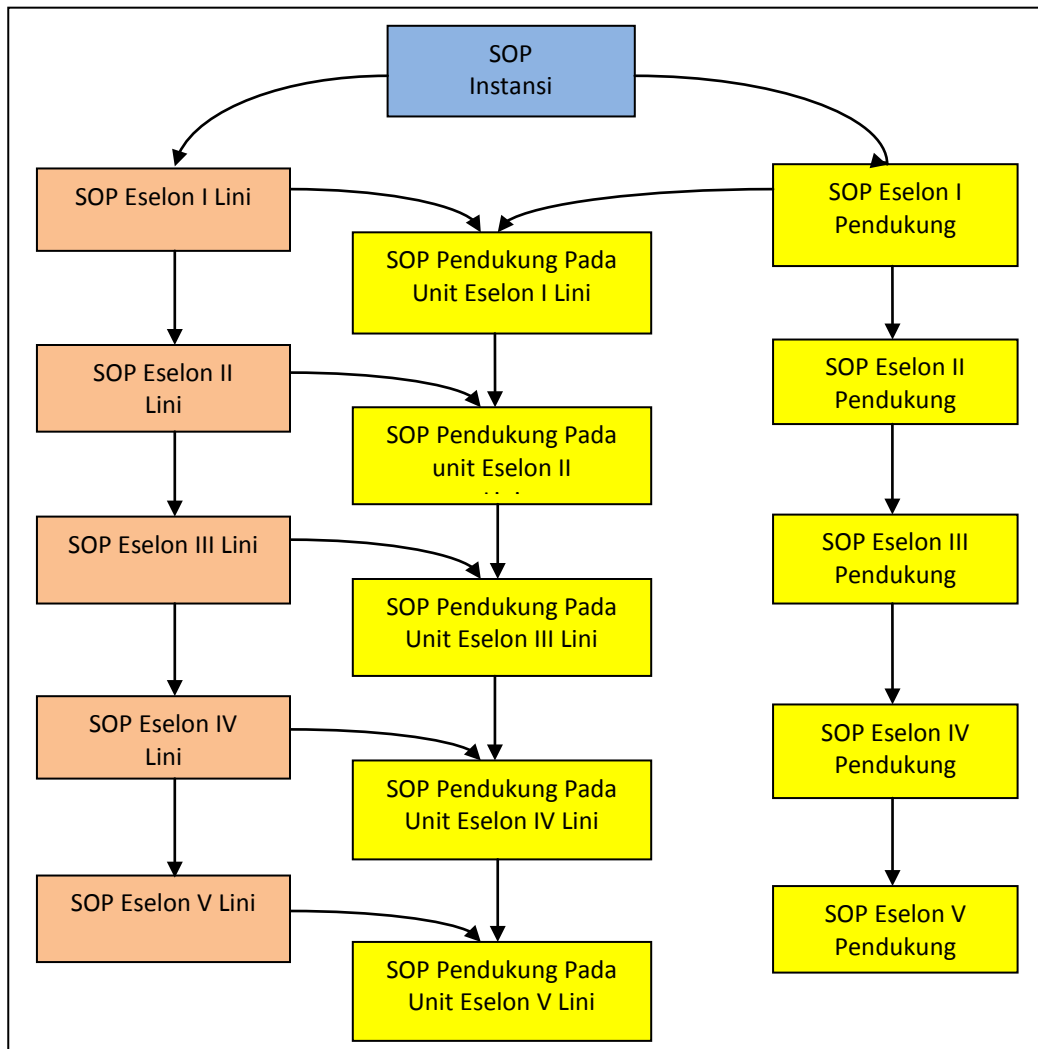 SOP
Instansi
SOP Eselon I Lini
SOP Eselon I
Pendukung
SOP Pendukung Pada
Unit Eselon I Lini
SOP Eselon II
Lini
SOP Eselon II
Pendukung
SOP Pendukung Pada
unit Eselon II
SOP Eselon III Lini
SOP Eselon III
Pendukung
SOP Pendukung Pada
Unit Eselon III Lini
SOP Eselon IV
Lini
SOP Eselon IV
Pendukung
SOP Pendukung Pada
Unit Eselon IV Lini
SOP Eselon V Lini
SOP Eselon V
Pendukung
SOP Pendukung Pada
Unit Eselon V Lini